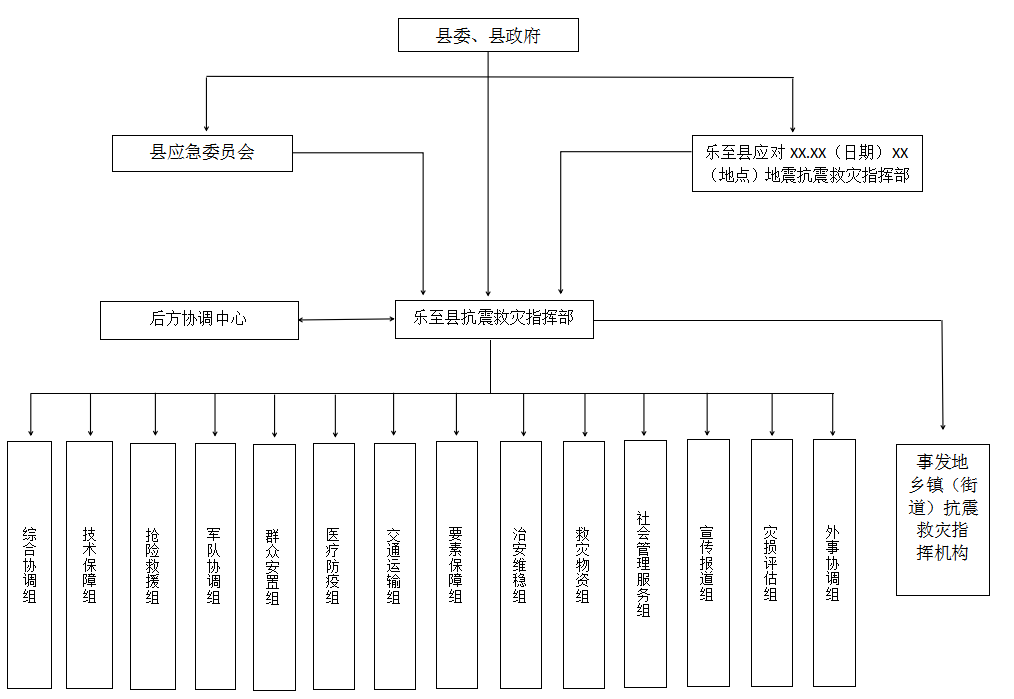 县委、县政府
县应急委员会
乐至县应对 XX.XX（日期）XX
（地点）地震抗震救灾指挥部
后方协调中心
乐至县抗震救灾指挥部
综合协调组
技术保障组
抢险救援组
军队协调组
群众安置组
医疗防疫组
交通运输组
要素保障组
治安维稳组
救灾物资组
社会管理服务组
宣传报道组
灾损评估组
外事协调组
事发地
乡镇（街
道）抗震
救灾指
挥机构